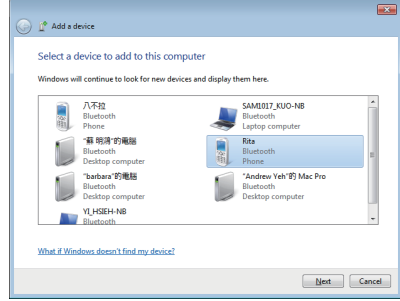 Add a device
Select a device to add to this computer
Windows will continue to look for new devices and display them here.
八不拉
Bluetooth
Phone
SAM1017_KUO-NB
Bluetooth
Laptop computer
"蘇 明鴻"的電腦
Bluetooth
Desktop computer
Rita
Bluetooth
Phone
"barbara"的電腦
Bluetooth
Desktop computer
"Andrew Yeh"的 Mac Pro
Bluetooth
Desktop computer
YI_HSIEH-NB
Bluetooth
What if Windows doesn't find my device?
Next
Cancel